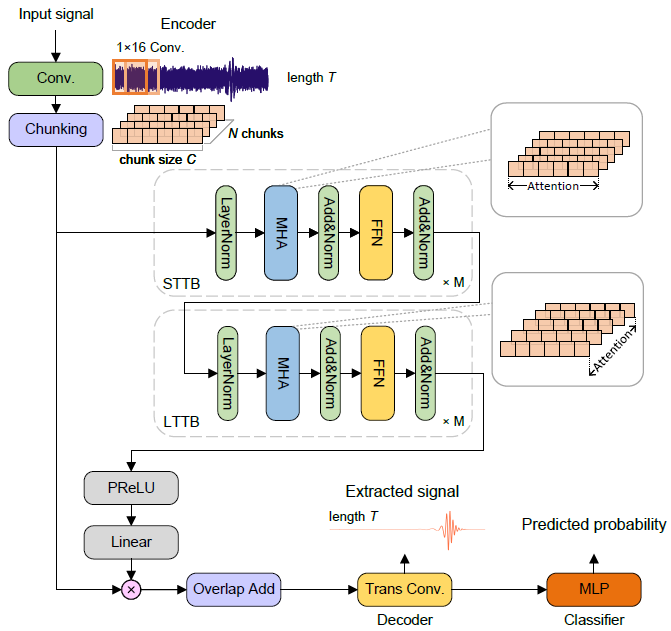 Input signal
Encoder
1×16 Conv.
Conv.
length T
Chunking
N chunks
chunk size C
Attention
LayerNorm
MHA
Add&Norm
FFN
Add&Norm
STTB
× M
Attention
LayerNorm
MHA
Add&Norm
FFN
Add&Norm
LTTB
× M
PReLU
Extracted signal
length T
Predicted probability
Linear
×
Overlap Add
Trans Conv.
MLP
Decoder
Classifier